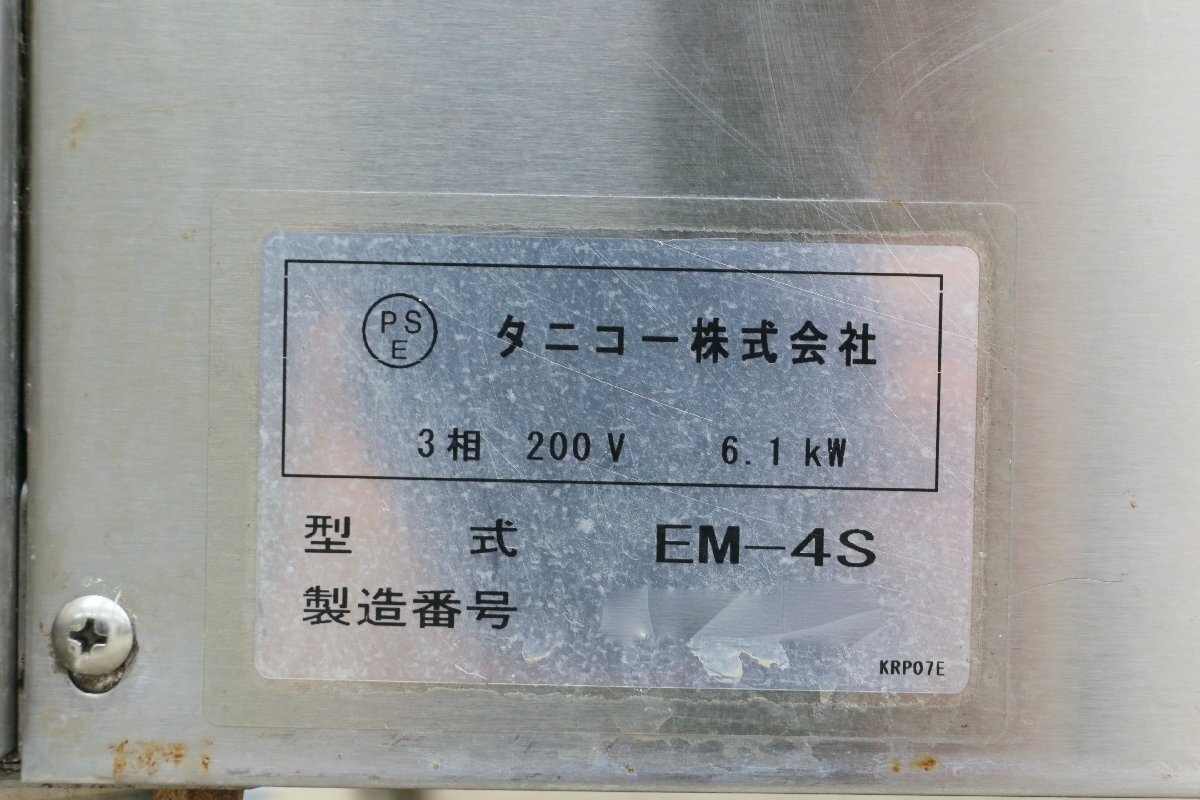 PS
E
タニコー株式会社
3相 200V 6.1kW
型 式 EM-4S
製造番号
KRP07E